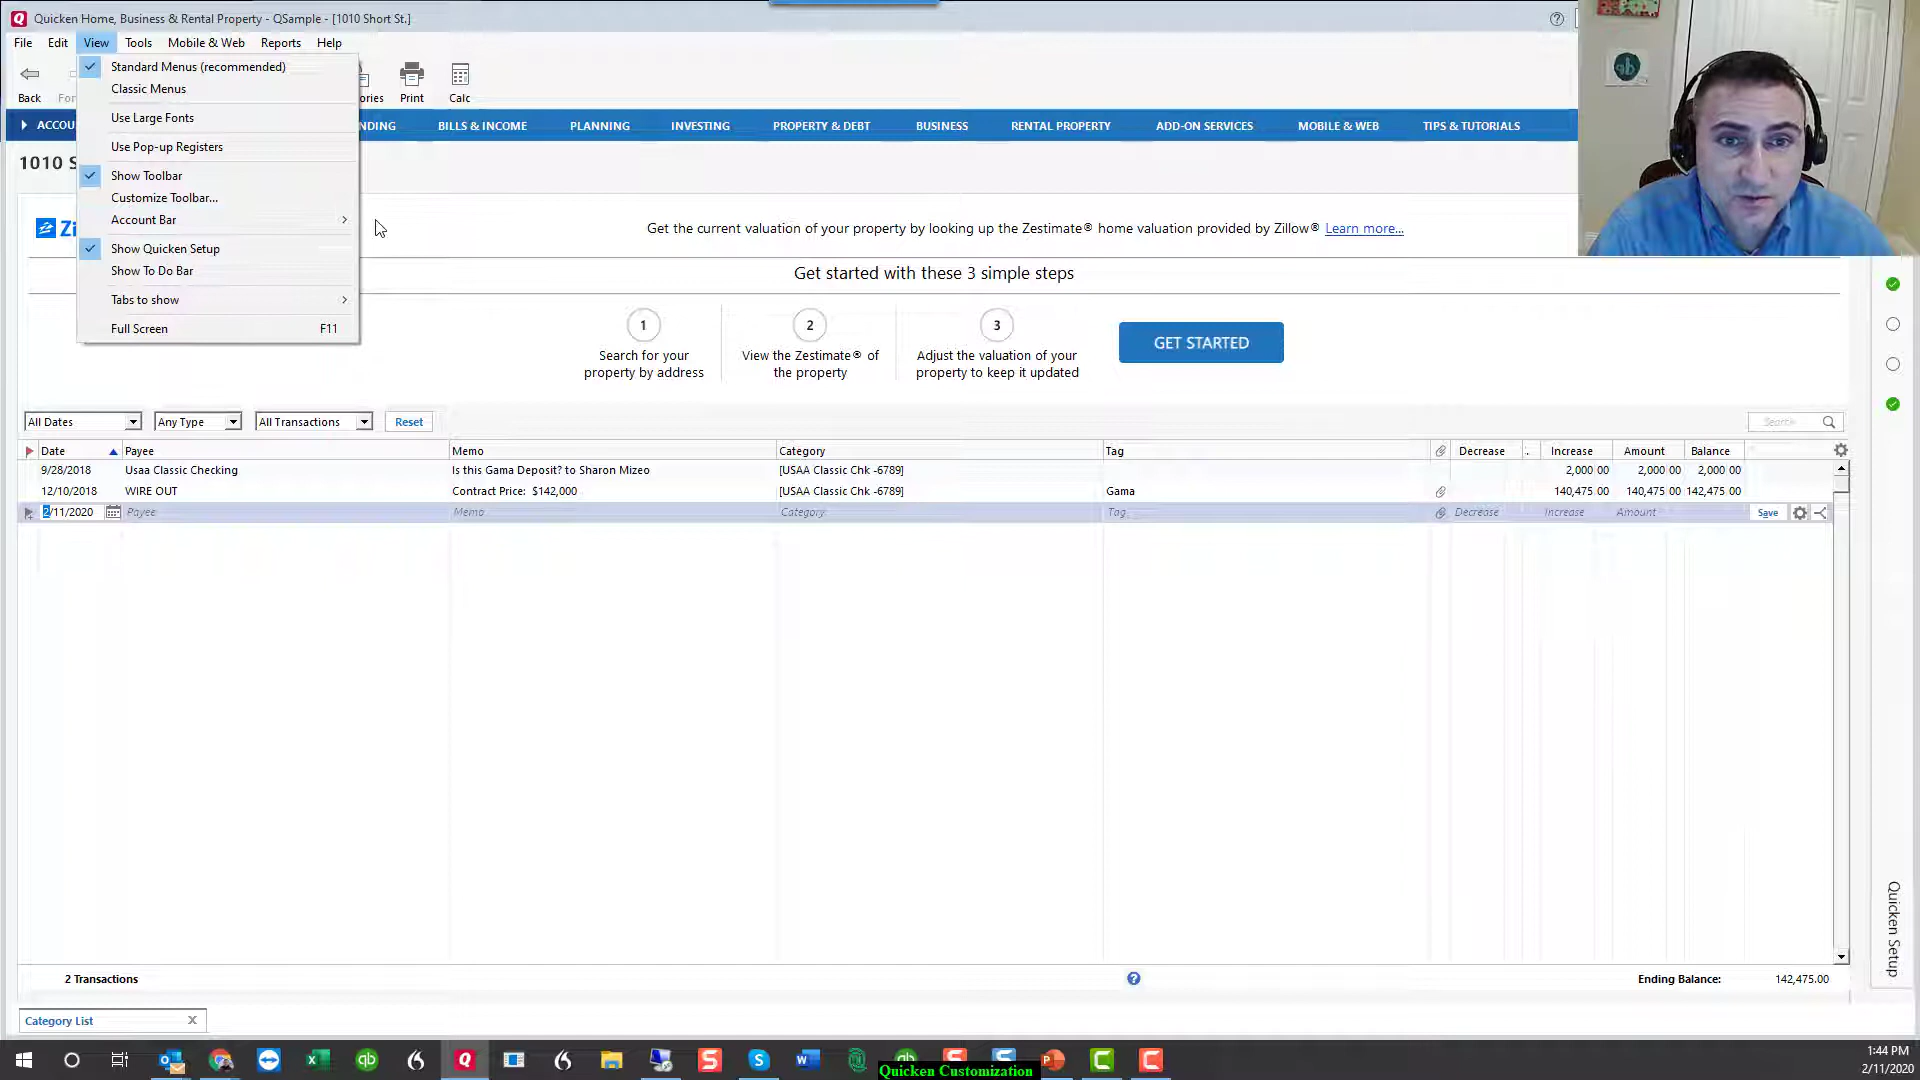 Quicken Home, Business & Rental Property - QSample - [1010 Short St.]
File Edit View Tools Mobile & Web Reports Help
Standard Menus (recommended)
Classic Menus
Use Large Fonts
Use Pop-up Registers
Show Toolbar
Customize Toolbar...
Account Bar
Show Quicken Setup
Show To Do Bar
Tabs to show
Full Screen F11
Back For ories Print Calc
ACCOU NDING BILLS & INCOME PLANNING INVESTING PROPERTY & DEBT BUSINESS RENTAL PROPERTY ADD-ON SERVICES MOBILE & WEB TIPS & TUTORIALS
1010 S
Zi
Get the current valuation of your property by looking up the Zestimate® home valuation provided by Zillow® Learn more...
Get started with these 3 simple steps
1 2 3
Search for your property by address
View the Zestimate® of the property
Adjust the valuation of your property to keep it updated
GET STARTED
All Dates Any Type All Transactions Reset Search
Date Payee Memo Category Tag Decrease Increase Amount Balance
9/28/2018 Usaa Classic Checking Is this Gama Deposit? to Sharon Mizeo [USAA Classic Chk -6789] 2,000 00 2,000 00 2,000 00
12/10/2018 WIRE OUT Contract Price: $142,000 [USAA Classic Chk -6789] Gama 140,475 00 140,475 00 142,475 00
2/11/2020 Payee Memo Category Tag Decrease Increase Amount Save
2 Transactions Ending Balance: 142,475.00
Quicken Setup
Category List
Quicken Customization
1:44 PM
2/11/2020